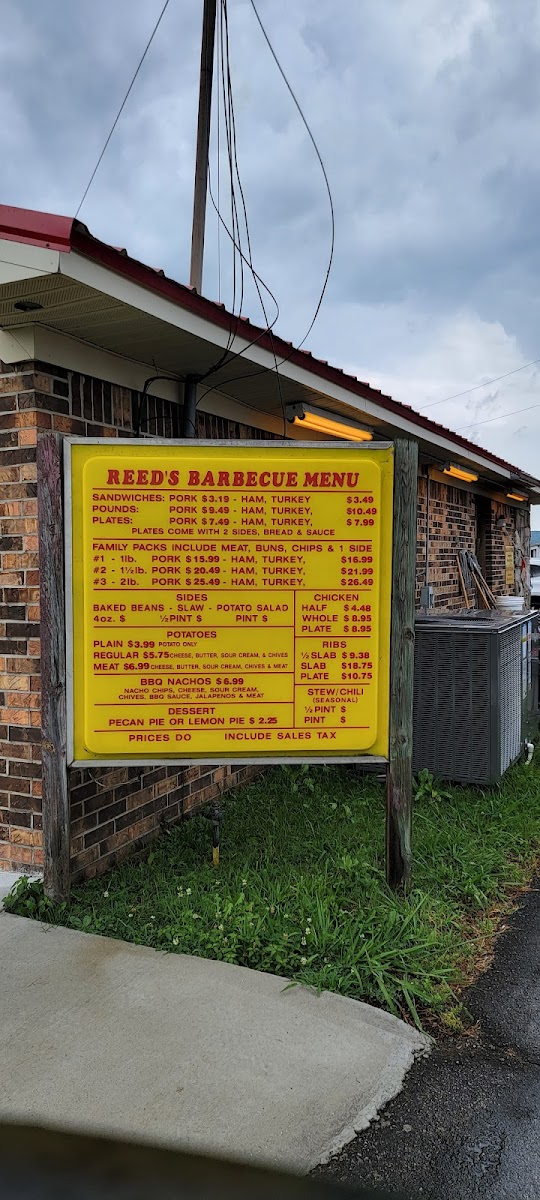 REED'S BARBECUE MENU
SANDWICHES: PORK $3.19 - HAM, TURKEY $3.49
POUNDS: PORK $9.49 - HAM, TURKEY, $10.49
PLATES: PORK $7.49 - HAM, TURKEY, $7.99
PLATES COME WITH 2 SIDES, BREAD & SAUCE
FAMILY PACKS INCLUDE MEAT, BUNS, CHIPS & 1 SIDE
#1 - 1lb. PORK $15.99 - HAM, TURKEY, $16.99
#2 - 1½lb. PORK $20.49 - HAM, TURKEY, $21.99
#3 - 2lb. PORK $25.49 - HAM, TURKEY, $26.49
SIDES
BAKED BEANS - SLAW - POTATO SALAD
4oz. $ ½PINT $ PINT $
POTATOES
PLAIN $3.99 POTATO ONLY
REGULAR $5.75 CHEESE, BUTTER, SOUR CREAM, & CHIVES
MEAT $6.99 CHEESE, BUTTER, SOUR CREAM, CHIVES & MEAT
BBQ NACHOS $6.99
NACHO CHIPS, CHEESE, SOUR CREAM,
CHIVES, BBQ SAUCE, JALAPENOS & MEAT
DESSERT
PECAN PIE OR LEMON PIE $2.25
CHICKEN
HALF $4.48
WHOLE $8.95
PLATE $8.95
RIBS
½ SLAB $9.38
SLAB $18.75
PLATE $10.75
STEW/CHILI
(SEASONAL)
½ PINT $
PINT $
PRICES DO INCLUDE SALES TAX